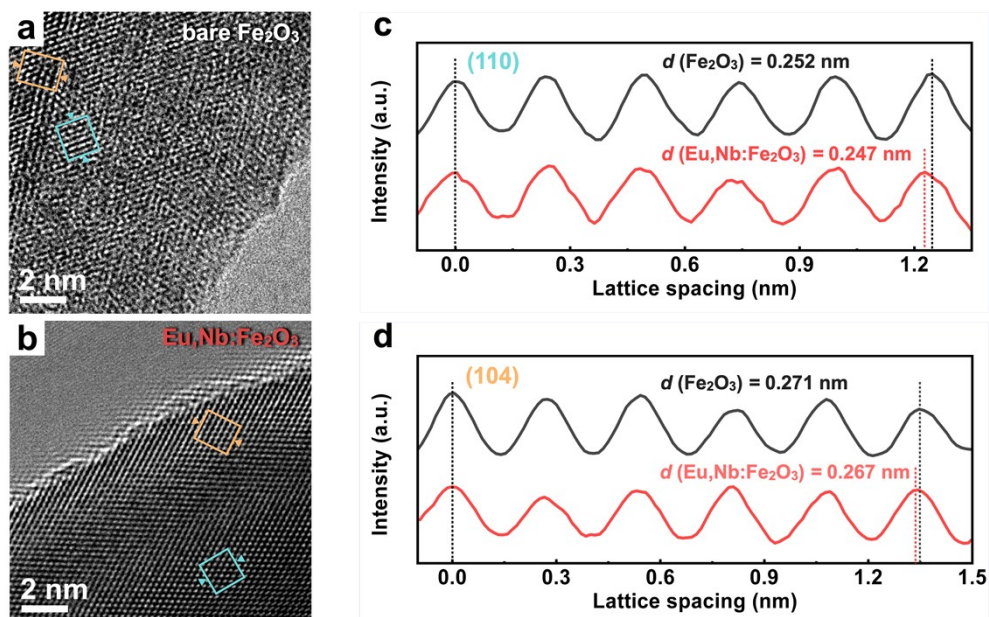 a
bare Fe₂O₃
2 nm
b
Eu,Nb:Fe₂O₃
2 nm
c
(110)
d (Fe₂O₃) = 0.252 nm
d (Eu,Nb:Fe₂O₃) = 0.247 nm
Intensity (a.u.)
0.0 0.3 0.6 0.9 1.2
Lattice spacing (nm)
d
(104)
d (Fe₂O₃) = 0.271 nm
d (Eu,Nb:Fe₂O₃) = 0.267 nm
Intensity (a.u.)
0.0 0.3 0.6 0.9 1.2 1.5
Lattice spacing (nm)